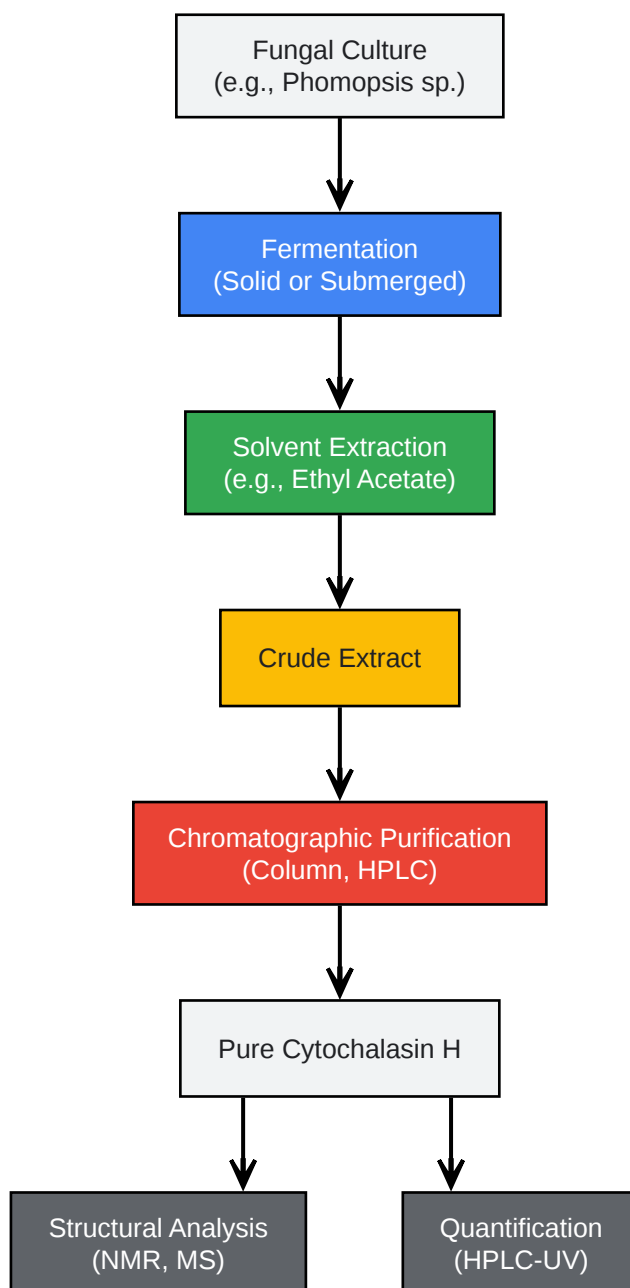 Fungal Culture
(e.g., Phomopsis sp.)
Fermentation
(Solid or Submerged)
Solvent Extraction
(e.g., Ethyl Acetate)
Crude Extract
Chromatographic Purification
(Column, HPLC)
Pure Cytochalasin H
Structural Analysis
(NMR, MS)
Quantification
(HPLC-UV)